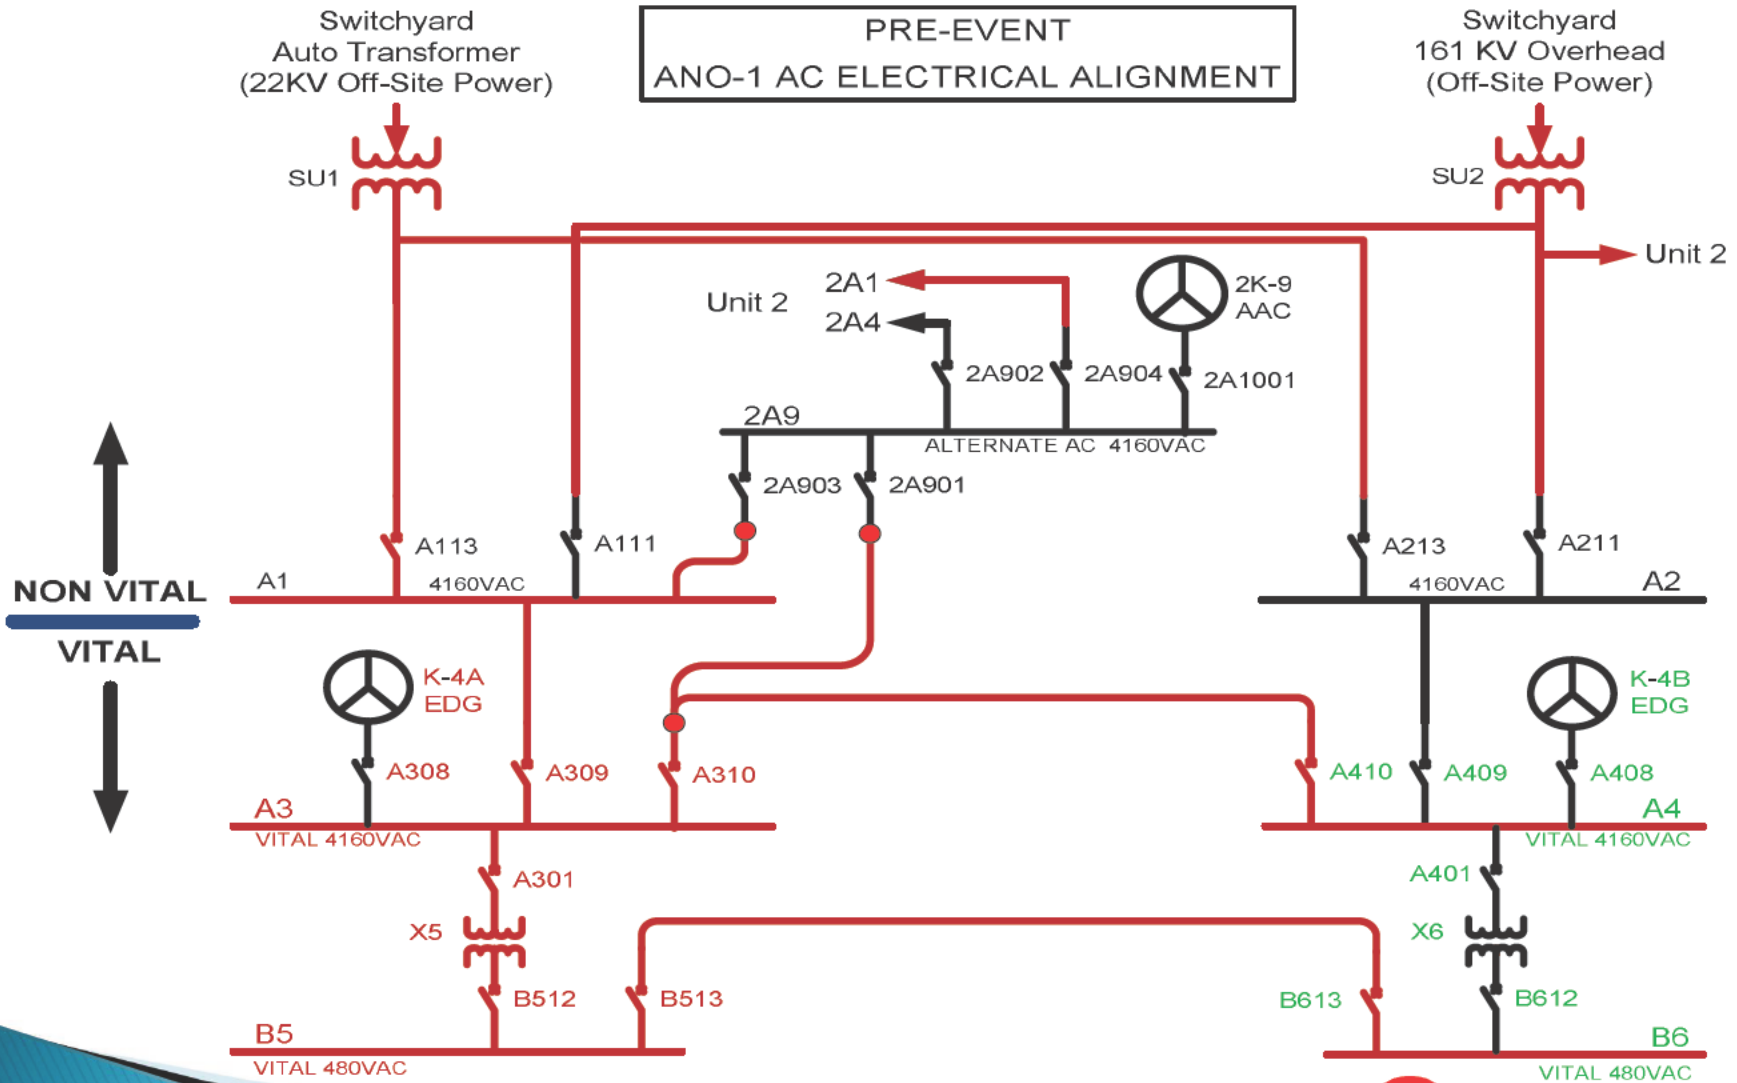 Switchyard
Auto Transformer
(22KV Off-Site Power)
PRE-EVENT
ANO-1 AC ELECTRICAL ALIGNMENT
Switchyard
161 KV Overhead
(Off-Site Power)
SU1
SU2
Unit 2
2A1
2A4
Unit 2
2K-9
AAC
2A902
2A904
2A1001
2A9
ALTERNATE AC 4160VAC
2A903
2A901
A113
A111
A213
A211
A1
4160VAC
4160VAC
A2
NON VITAL
VITAL
K-4A
EDG
K-4B
EDG
A308
A309
A310
A410
A409
A408
A3
VITAL 4160VAC
A4
VITAL 4160VAC
A301
A401
X5
X6
B512
B513
B613
B612
B5
VITAL 480VAC
B6
VITAL 480VAC